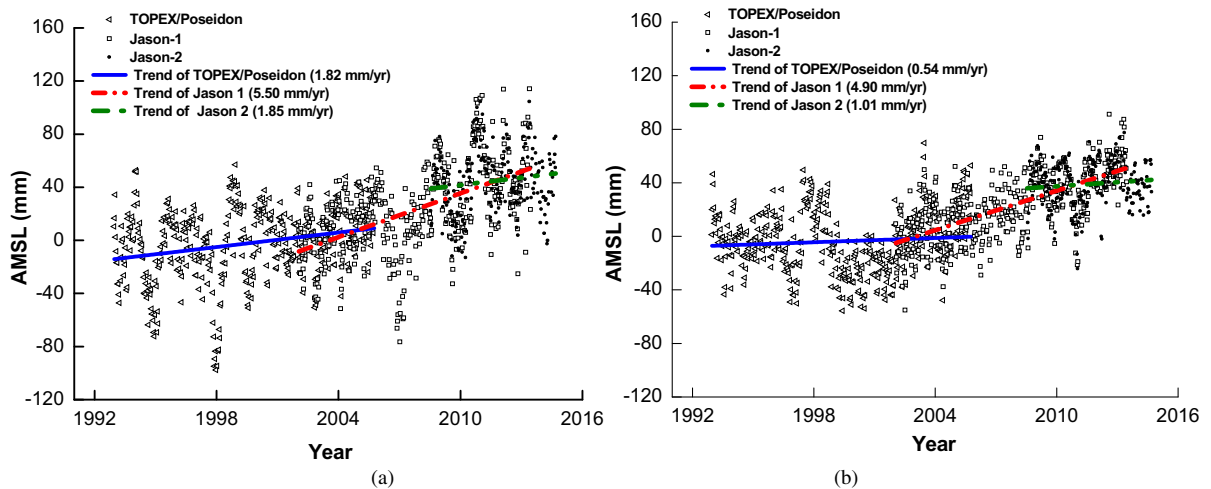 (a)
160
120
80
40
0
-40
-80
-120
AMSL (mm)
TOPEX/Poseidon
Jason-1
Jason-2
Trend of TOPEX/Poseidon (1.82 mm/yr)
Trend of Jason 1 (5.50 mm/yr)
Trend of Jason 2 (1.85 mm/yr)
1992 1998 2004 2010 2016
Year
(a)
(b)
160
120
80
40
0
-40
-80
-120
AMSL (mm)
TOPEX/Poseidon
Jason-1
Jason-2
Trend of TOPEX/Poseidon (0.54 mm/yr)
Trend of Jason 1 (4.90 mm/yr)
Trend of Jason 2 (1.01 mm/yr)
1992 1998 2004 2010 2016
Year
(b)